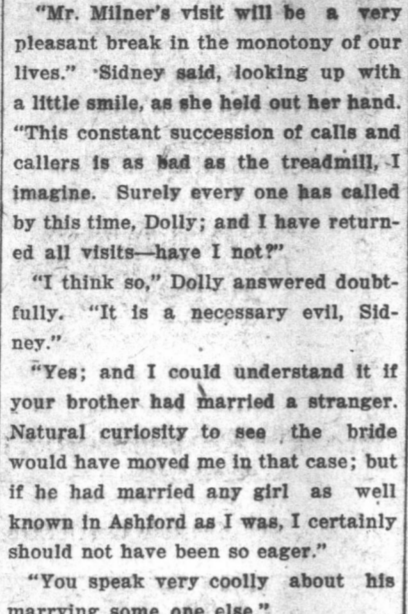 "Mr. Milner's visit will be a very
pleasant break in the monotony of our
lives." Sidney said, looking up with
a little smile, as she held out her hand.
"This constant succession of calls and
callers is as bad as the treadmill, I
imagine. Surely every one has called
by this time, Dolly; and I have return-
ed all visits—have I not?"
"I think so," Dolly answered doubt-
fully. "It is a necessary evil, Sid-
ney."
"Yes; and I could understand it if
your brother had married a stranger.
Natural curiosity to see the bride
would have moved me in that case; but
if he had married any girl as well
known in Ashford as I was, I certainly
should not have been so eager."
"You speak very coolly about his
marrying some one else."